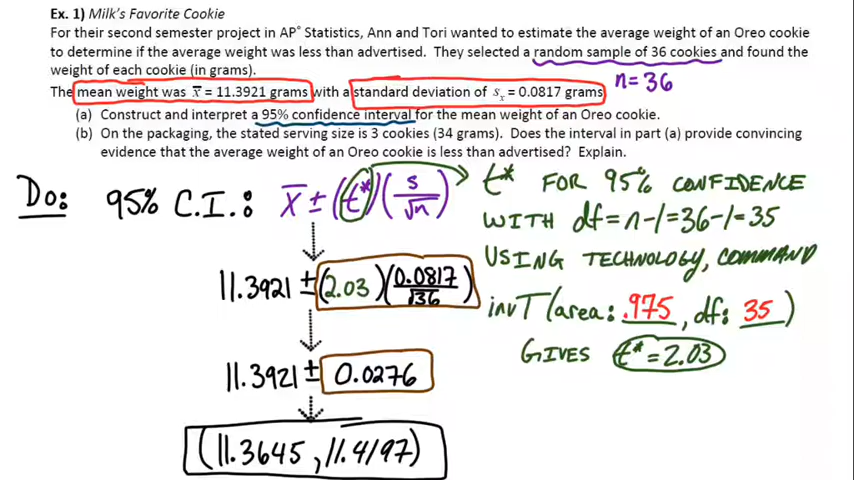 Ex. 1) Milk's Favorite Cookie
For their second semester project in AP® Statistics, Ann and Tori wanted to estimate the average weight of an Oreo cookie
to determine if the average weight was less than advertised. They selected a random sample of 36 cookies and found the
weight of each cookie (in grams).
n=36
The mean weight was x̄ = 11.3921 grams with a standard deviation of sₓ = 0.0817 grams
(a) Construct and interpret a 95% confidence interval for the mean weight of an Oreo cookie.
(b) On the packaging, the stated serving size is 3 cookies (34 grams). Does the interval in part (a) provide convincing
evidence that the average weight of an Oreo cookie is less than advertised? Explain.
Do: 95% C.I.: x̄ ± (t*)(s/√n)
11.3921 ± (2.03)(0.0817/√36)
11.3921 ± 0.0276
(11.3645, 11.4197)
t* FOR 95% CONFIDENCE
WITH df=n-1=36-1=35
USING TECHNOLOGY, COMMAND
invT(area: .975, df: 35)
GIVES t*=2.03